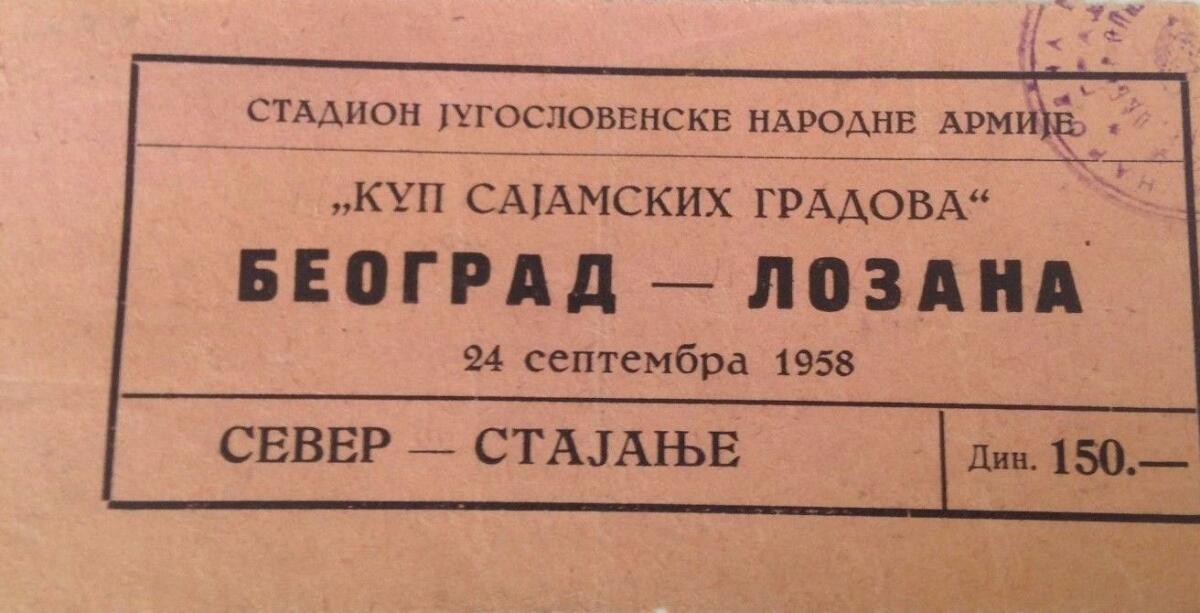 СТАДИОН ЈУГОСЛОВЕНСКЕ НАРОДНЕ АРМИЈЕ
„КУП САЈАМСКИХ ГРАДОВА“
БЕОГРАД — ЛОЗАНА
24 септембра 1958
СЕВЕР — СТАЈАЊЕ
Дин. 150.—